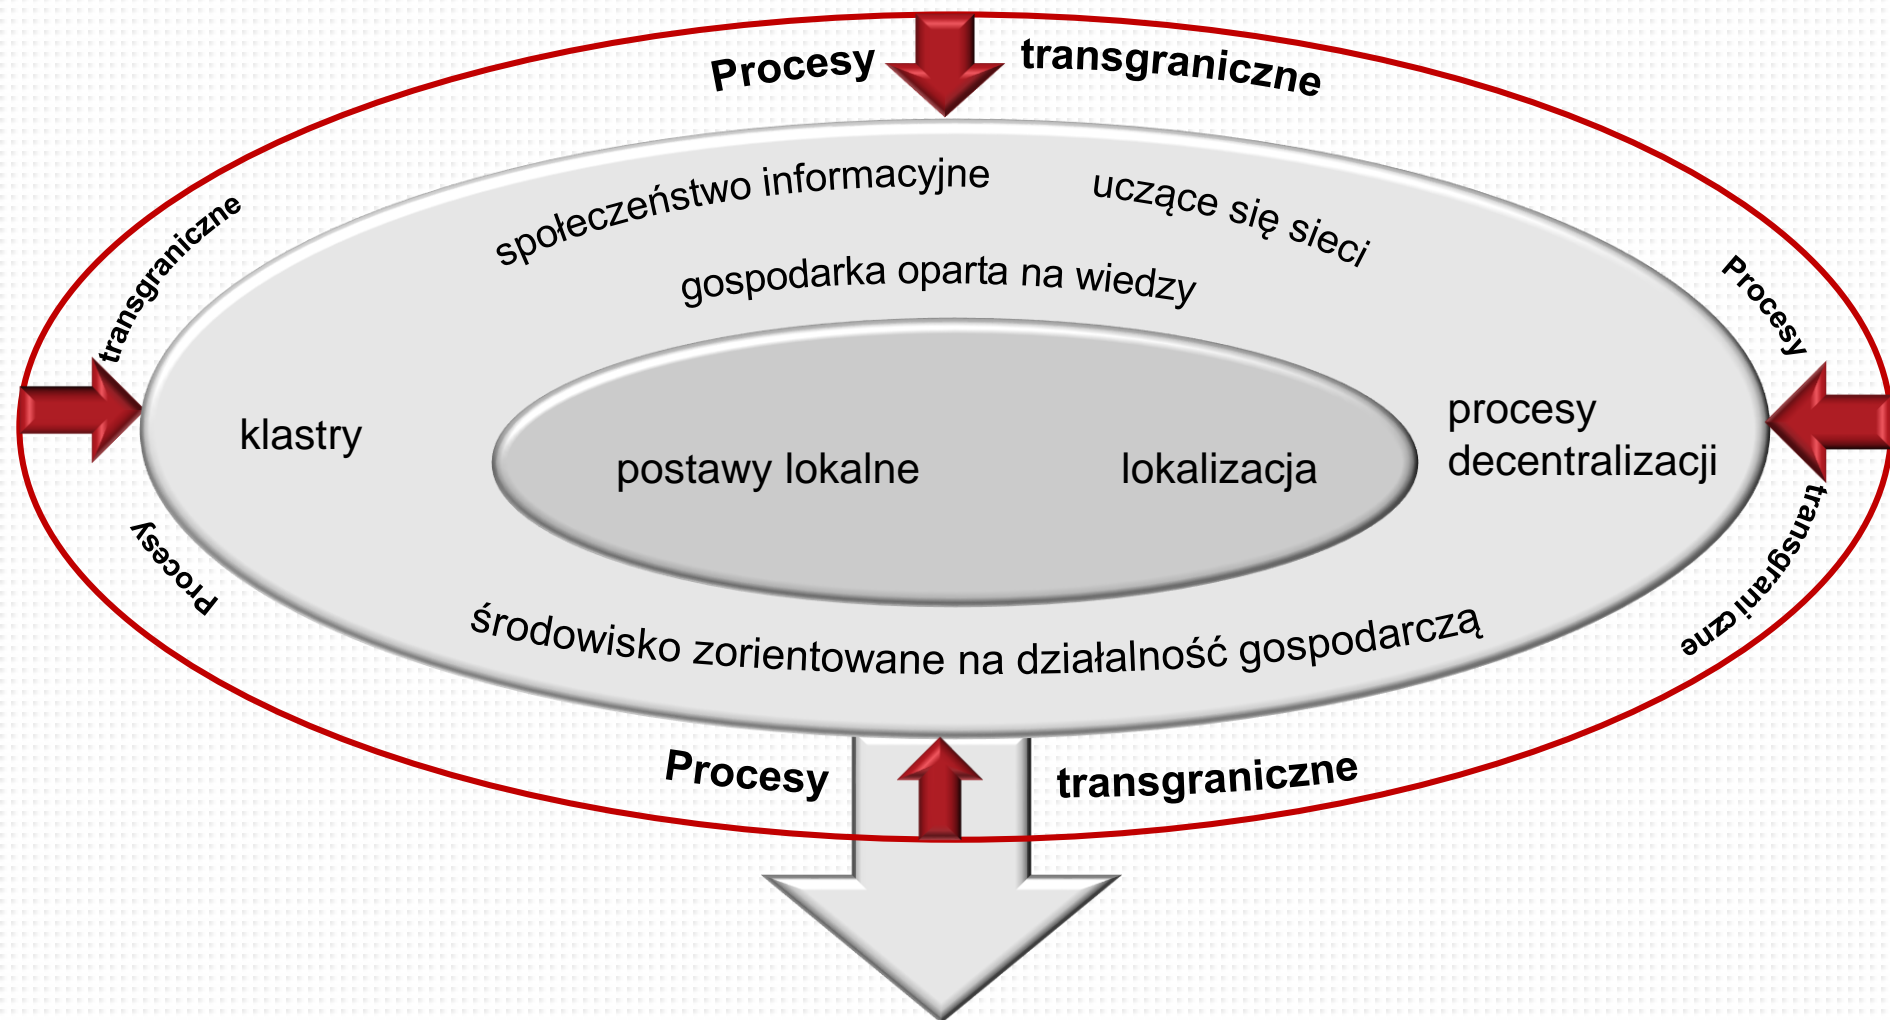 Procesy transgraniczne
transgraniczne
społeczeństwo informacyjne
uczące się sieci
gospodarka oparta na wiedzy
Procesy
klastry
postawy lokalne
lokalizacja
procesy
decentralizacji
Procesy
transgraniczne
środowisko zorientowane na działalność gospodarczą
Procesy transgraniczne